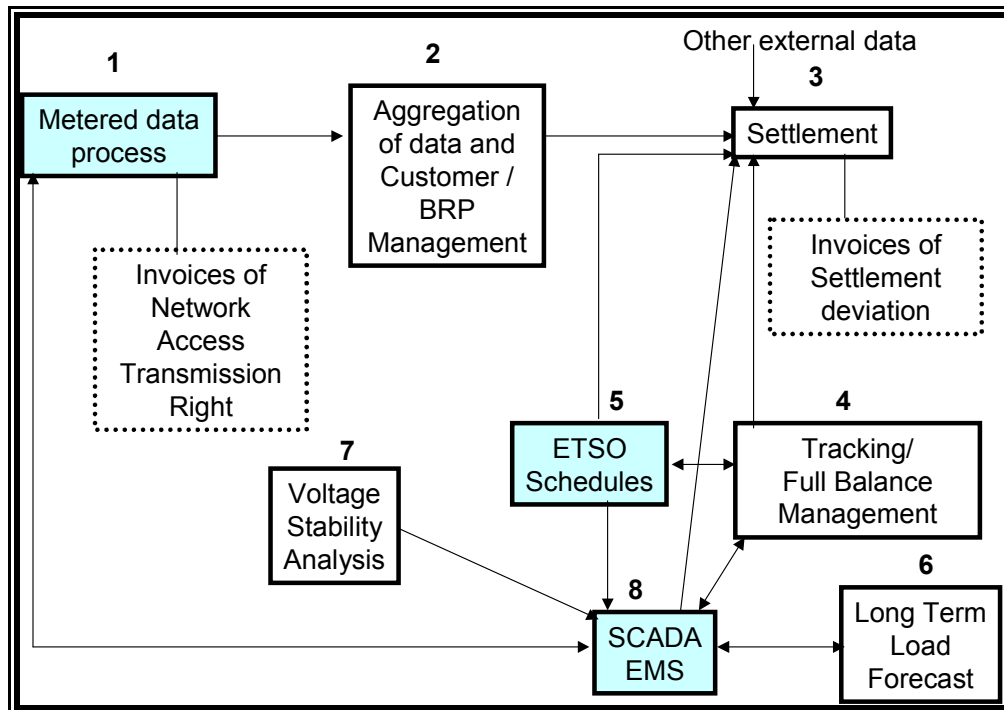 Other external data
1
2
3
Metered data
process
Aggregation
of data and
Customer /
BRP
Management
Settlement
Invoices of
Network
Access
Transmission
Right
Invoices of
Settlement
deviation
5
4
7
ETSO
Schedules
Tracking/
Full Balance
Management
Voltage
Stability
Analysis
6
8
SCADA
EMS
Long Term
Load
Forecast